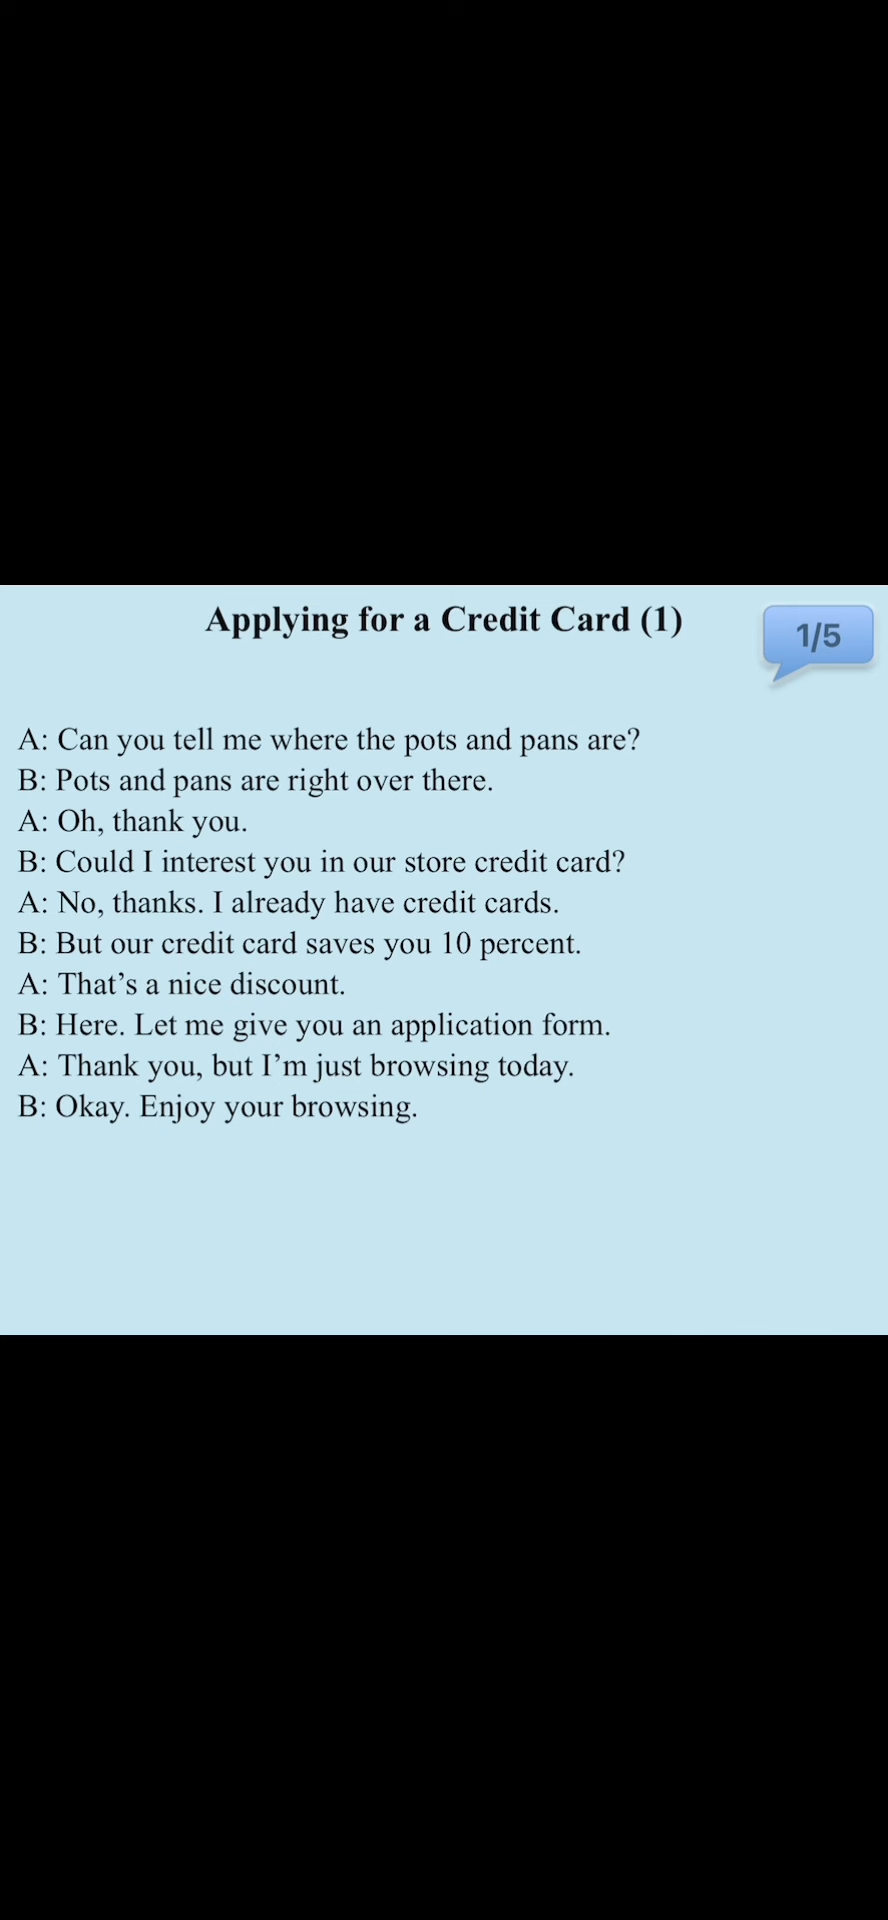 Applying for a Credit Card (1)
1/5
A: Can you tell me where the pots and pans are?
B: Pots and pans are right over there.
A: Oh, thank you.
B: Could I interest you in our store credit card?
A: No, thanks. I already have credit cards.
B: But our credit card saves you 10 percent.
A: That’s a nice discount.
B: Here. Let me give you an application form.
A: Thank you, but I’m just browsing today.
B: Okay. Enjoy your browsing.